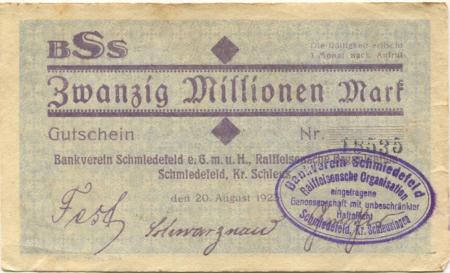 BSS
Die Gültigkeit erlischt
1 Monat nach Aufruf
Zwanzig Millionen Mark
Gutschein Nr. 18535
Bankverein Schmiedefeld e.G.m.u.H., Raiffeisensche
Schmiedefeld, Kr. Schleus
den 20. August 1923
Bankverein Schmiedefeld
Raiffeisensche Organisation
eingetragene
Genossenschaft mit unbeschränkter
Haftpflicht
Schmiedefeld, Kr. Schleusingen